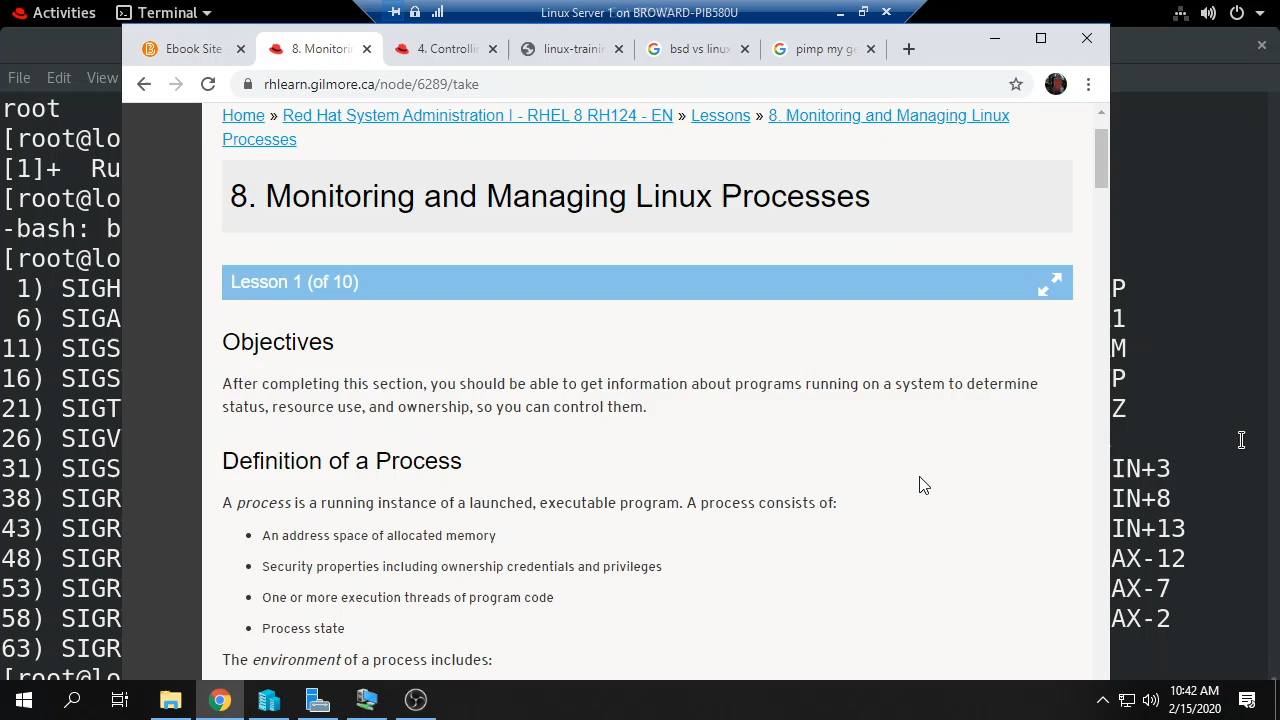 Activities
Terminal
Linux Server 1 on BROWARD-PIB580U
Ebook Site
8. Monitorin
4. Controllin
linux-trainin
bsd vs linux
pimp my ge
rhlearn.gilmore.ca/node/6289/take
File Edit View
root
[root@lo
[1]+ Ru
[root@lo
-bash: b
[root@lo
1) SIGH
P
6) SIGA
1
11) SIGS
M
16) SIGS
P
21) SIGT
Z
26) SIGV
31) SIGS
IN+3
38) SIGR
IN+8
43) SIGR
IN+13
48) SIGR
AX-12
53) SIGR
AX-7
58) SIGR
AX-2
63) SIGR
[root@lo
Home » Red Hat System Administration I - RHEL 8 RH124 - EN » Lessons » 8. Monitoring and Managing Linux
Processes
8. Monitoring and Managing Linux Processes
Lesson 1 (of 10)
Objectives
After completing this section, you should be able to get information about programs running on a system to determine
status, resource use, and ownership, so you can control them.
Definition of a Process
A process is a running instance of a launched, executable program. A process consists of:
• An address space of allocated memory
• Security properties including ownership credentials and privileges
• One or more execution threads of program code
• Process state
The environment of a process includes:
10:42 AM
2/15/2020